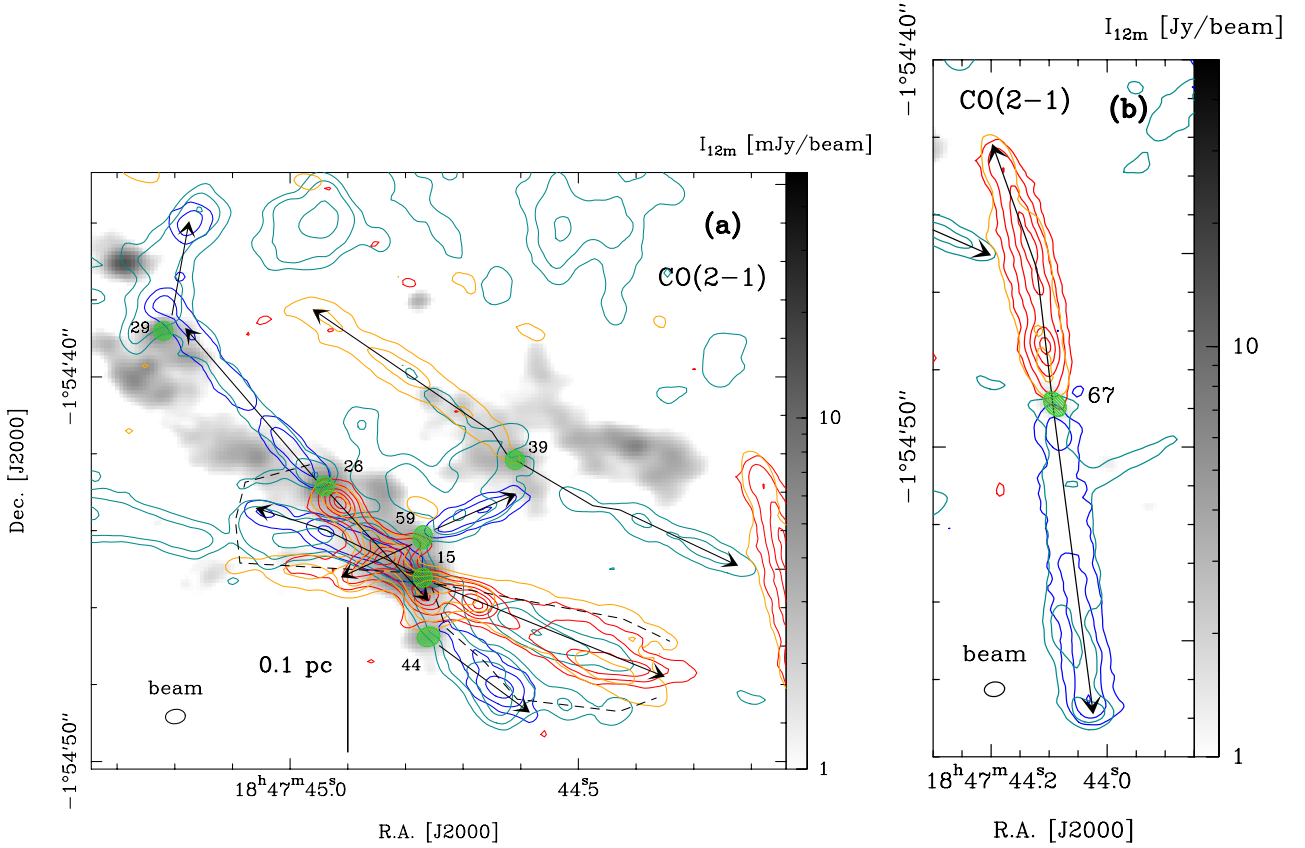 I12m [Jy/beam]
−1°54′40″
CO(2−1)
(b)
I12m [mJy/beam]
(a)
CO(2−1)
29
−1°54′40″
10
10
67
39
26
−1°54′50″
59
15
Dec. [J2000]
44
0.1 pc
beam
beam
−1°54′50″
1
1
18h47m45s.0
44.5
18h47m44s.2
44.0
R.A. [J2000]
R.A. [J2000]